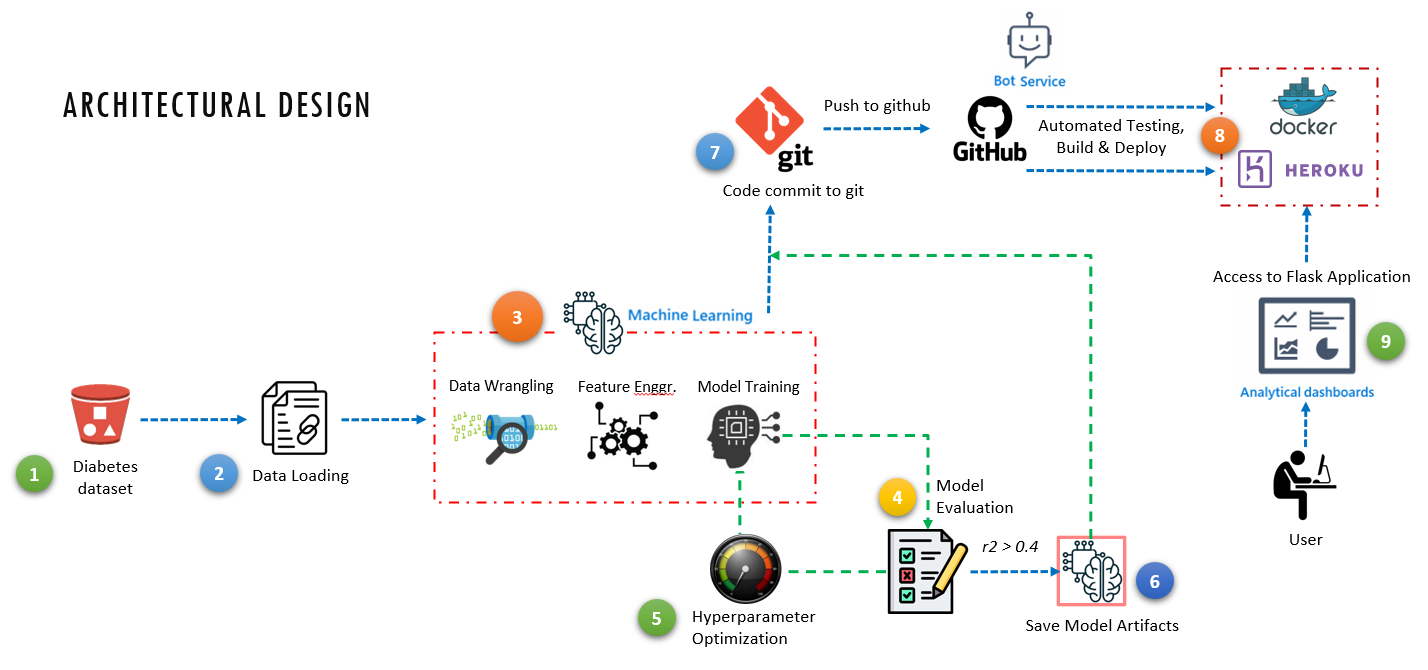 ARCHITECTURAL DESIGN
Bot Service
7
git
Code commit to git
Push to github
GitHub
Automated Testing,
Build & Deploy
8
docker
HEROKU
Access to Flask Application
9
Analytical dashboards
User
3
Machine Learning
Data Wrangling
Feature Enggr.
Model Training
1
Diabetes
dataset
2
Data Loading
4
Model
Evaluation
r2 > 0.4
5
Hyperparameter
Optimization
6
Save Model Artifacts